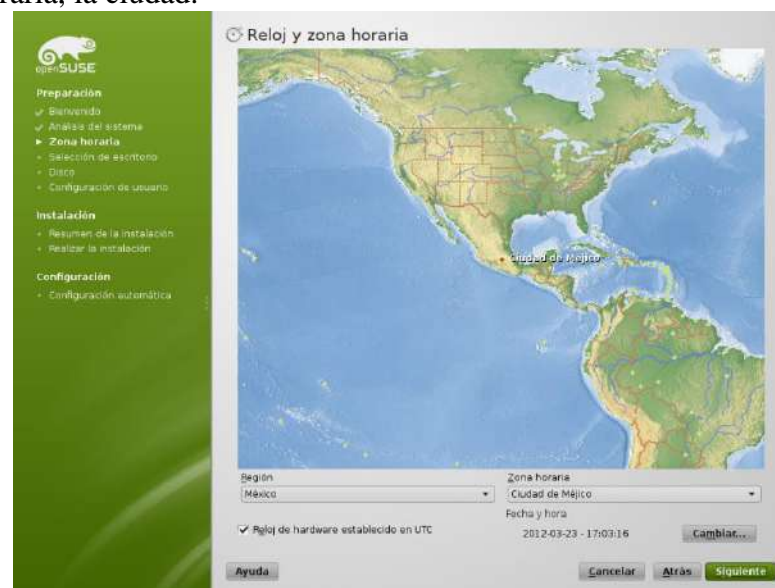 raria, la ciudad.
openSUSE
Preparación
Bienvenido
Análisis del sistema
Zona horaria
Selección de escritorio
Disco
Configuración de usuario
Instalación
Resumen de la instalación
Realizar la instalación
Configuración
Configuración automática
Reloj y zona horaria
Ciudad de Mejico
Región
México
Zona horaria
Ciudad de Méjico
Reloj de hardware establecido en UTC
Fecha y hora
2012-03-23 - 17:03:16
Cambiar...
Ayuda
Cancelar
Atrás
Siguiente